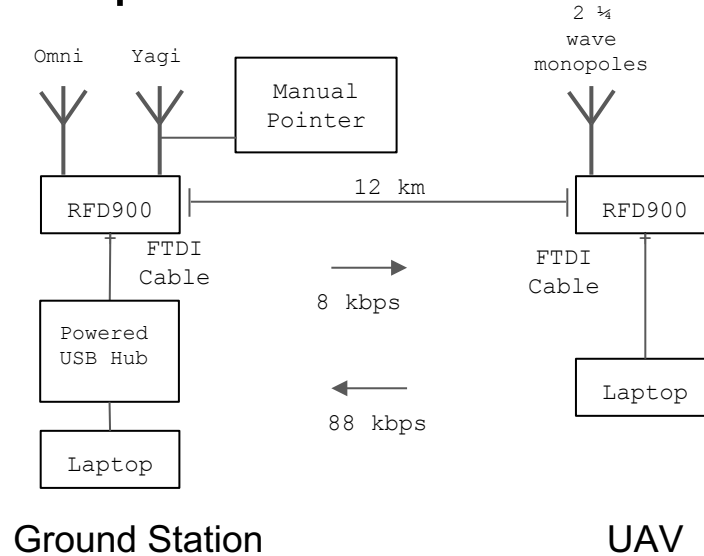 2 ¼
wave
monopoles
Omni
Yagi
Manual
Pointer
RFD900
12 km
RFD900
FTDI
Cable
FTDI
Cable
8 kbps
Powered
USB Hub
88 kbps
Laptop
Laptop
Ground Station
UAV